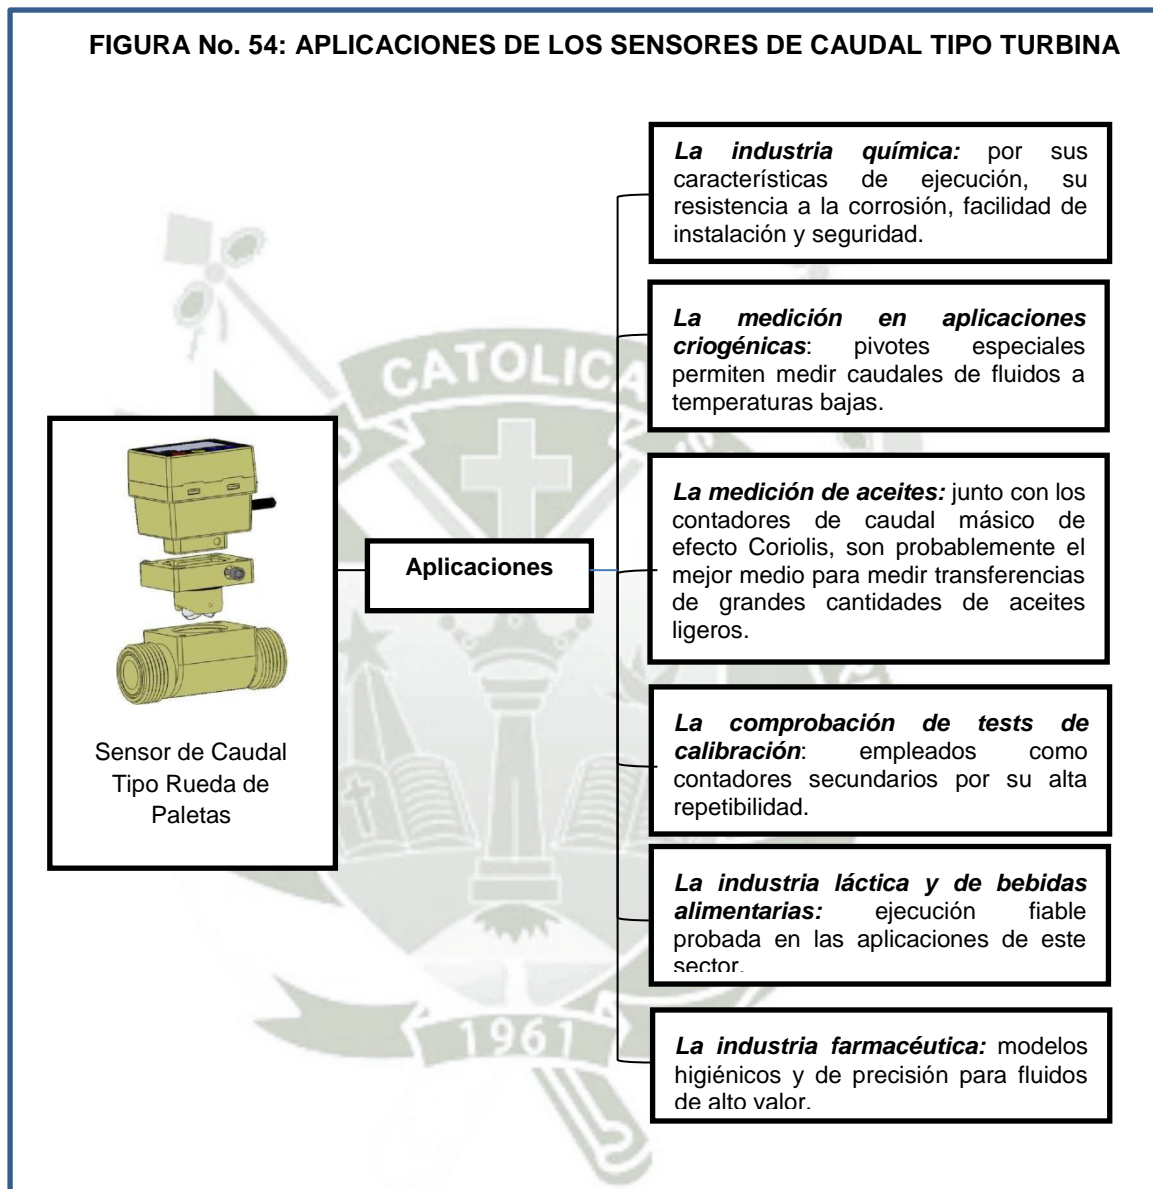 FIGURA No. 54: APLICACIONES DE LOS SENSORES DE CAUDAL TIPO TURBINA
Sensor de Caudal
Tipo Rueda de
Paletas
Aplicaciones
La industria química: por sus
características de ejecución, su
resistencia a la corrosión, facilidad de
instalación y seguridad.
La medición en aplicaciones
criogénicas: pivotes especiales
permiten medir caudales de fluidos a
temperaturas bajas.
La medición de aceites: junto con los
contadores de caudal másico de
efecto Coriolis, son probablemente el
mejor medio para medir transferencias
de grandes cantidades de aceites
ligeros.
La comprobación de tests de
calibración: empleados como
contadores secundarios por su alta
repetibilidad.
La industria láctica y de bebidas
alimentarias: ejecución fiable
probada en las aplicaciones de este
sector.
La industria farmacéutica: modelos
higiénicos y de precisión para fluidos
de alto valor.
CATOLICA
1961